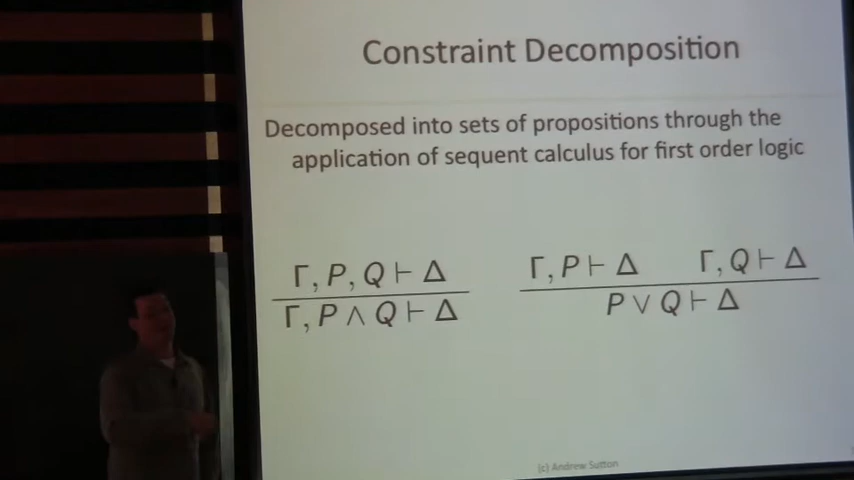 Constraint Decomposition
Decomposed into sets of propositions through the
application of sequent calculus for first order logic
Γ, P, Q ⊢ Δ
Γ, P ∧ Q ⊢ Δ
Γ, P ⊢ Δ Γ, Q ⊢ Δ
P ∨ Q ⊢ Δ
(c) Andrew Sutton